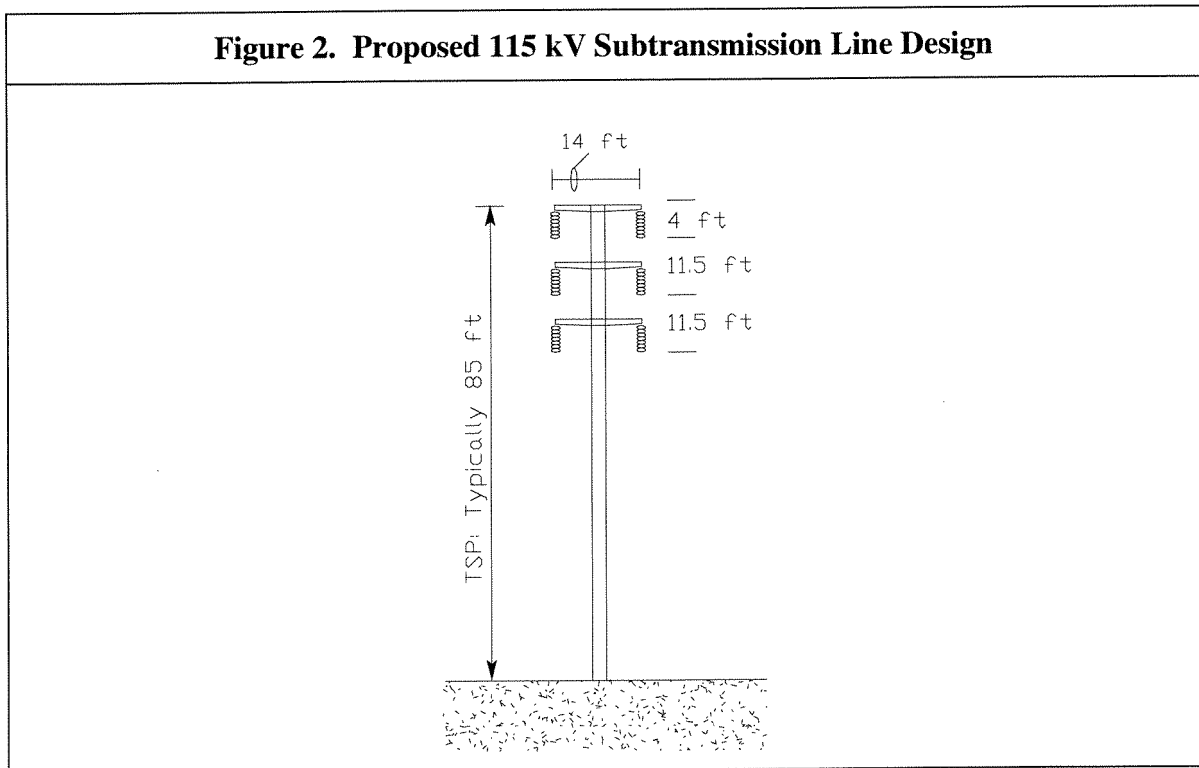 Figure 2. Proposed 115 kV Subtransmission Line Design
14 ft
4 ft
11.5 ft
11.5 ft
TSP: Typically 85 ft